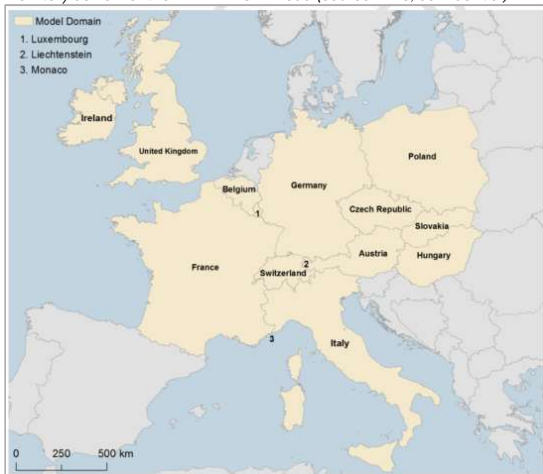 Model Domain
1. Luxembourg
2. Liechtenstein
3. Monaco
Ireland
United Kingdom
Poland
Belgium
Germany
1
Czech Republic
Slovakia
2
Austria
Hungary
France
Switzerland
3
Italy
0 250 500 km